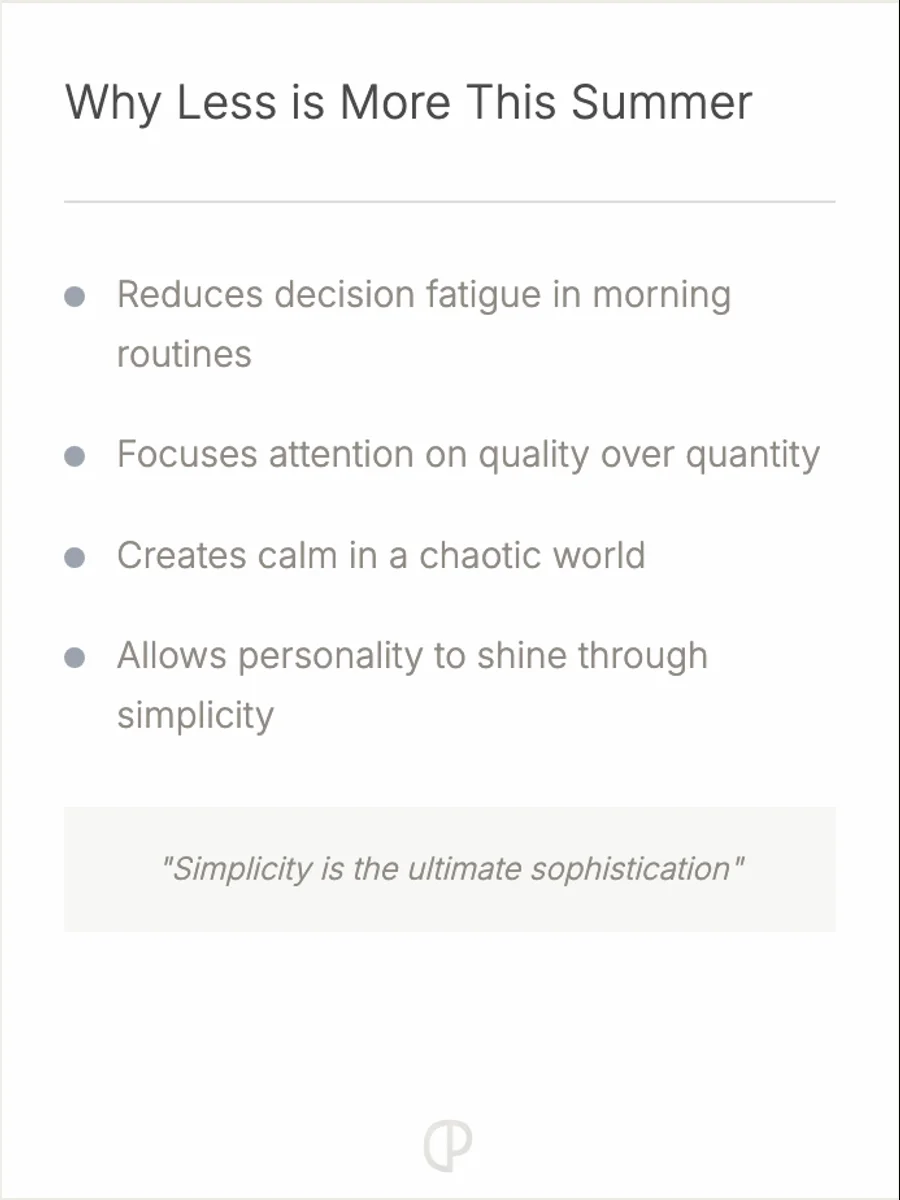 Why Less is More This Summer
Reduces decision fatigue in morning
routines
Focuses attention on quality over quantity
Creates calm in a chaotic world
Allows personality to shine through
simplicity
"Simplicity is the ultimate sophistication"